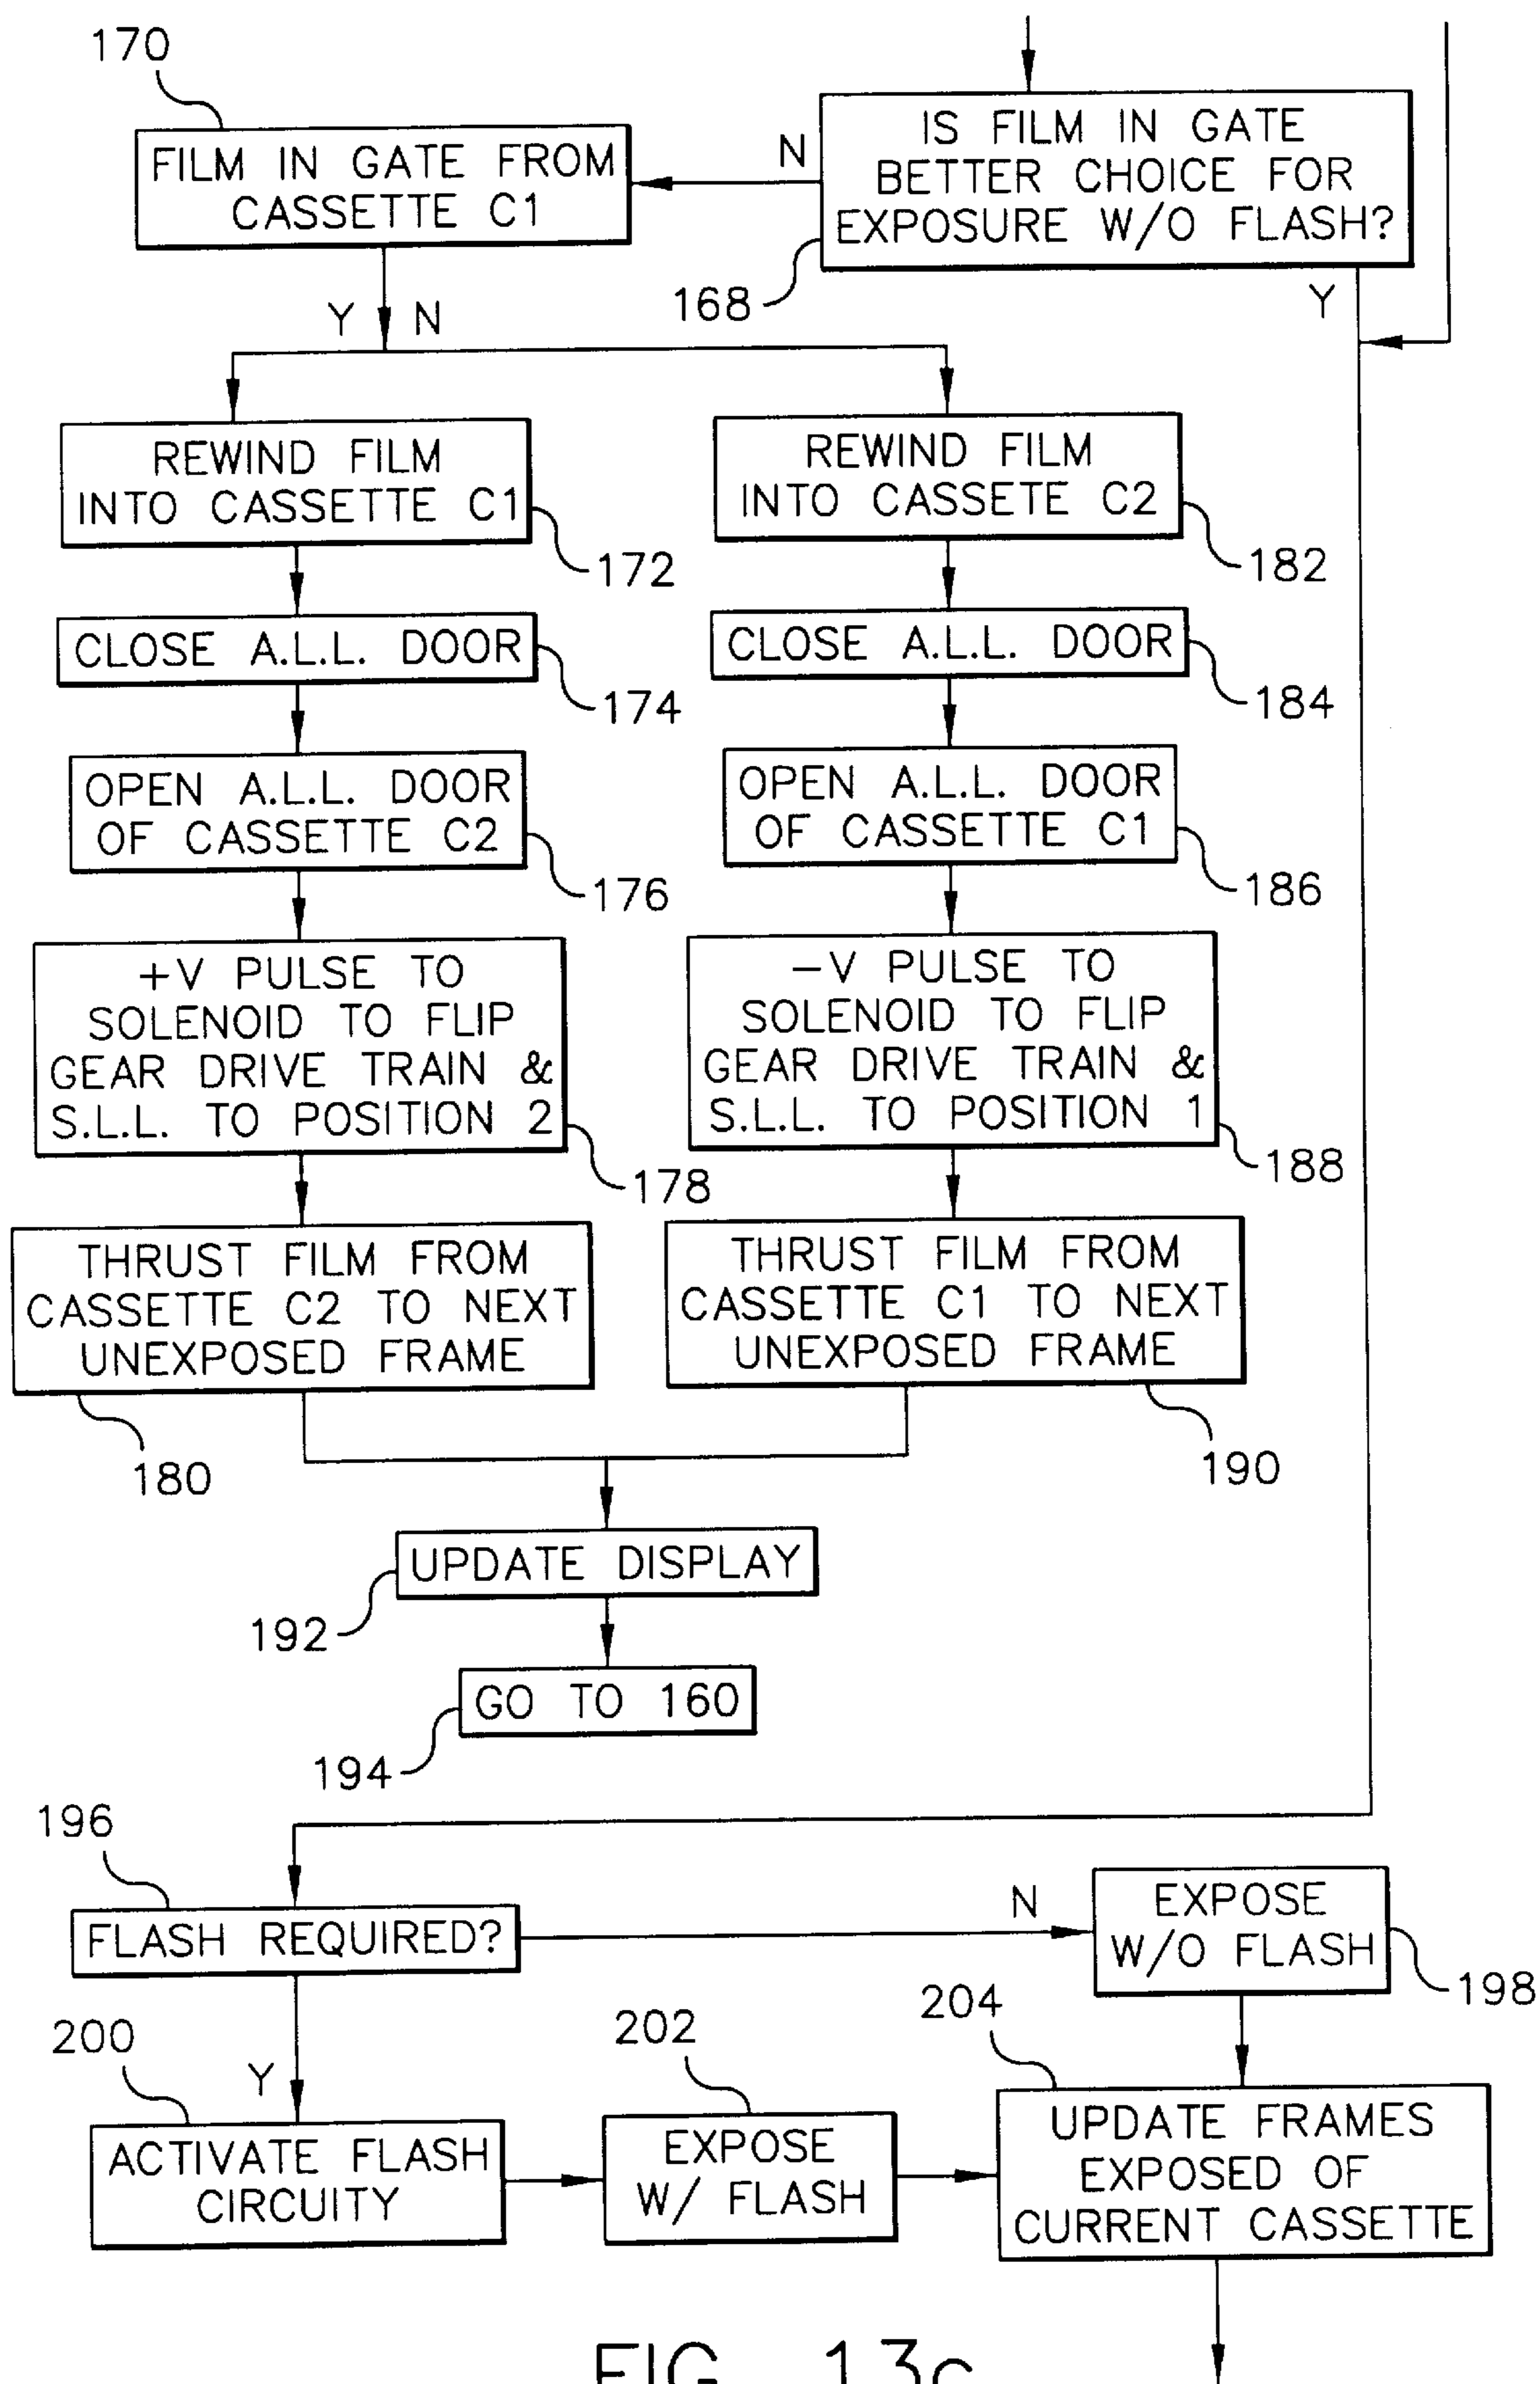 170
FILM IN GATE FROM
CASSETTE C1
N
IS FILM IN GATE
BETTER CHOICE FOR
EXPOSURE W/O FLASH?
168
Y
Y N
REWIND FILM
INTO CASSETTE C1
172
REWIND FILM
INTO CASSETE C2
182
CLOSE A.L.L. DOOR
174
CLOSE A.L.L. DOOR
184
OPEN A.L.L. DOOR
OF CASSETTE C2
176
OPEN A.L.L. DOOR
OF CASSETTE C1
186
+V PULSE TO
SOLENOID TO FLIP
GEAR DRIVE TRAIN &
S.L.L. TO POSITION 2
178
−V PULSE TO
SOLENOID TO FLIP
GEAR DRIVE TRAIN &
S.L.L. TO POSITION 1
188
THRUST FILM FROM
CASSETTE C2 TO NEXT
UNEXPOSED FRAME
180
THRUST FILM FROM
CASSETTE C1 TO NEXT
UNEXPOSED FRAME
190
UPDATE DISPLAY
192
GO TO 160
194
196
FLASH REQUIRED?
N
EXPOSE
W/O FLASH
198
200
Y
ACTIVATE FLASH
CIRCUITY
202
EXPOSE
W/ FLASH
204
UPDATE FRAMES
EXPOSED OF
CURRENT CASSETTE
FIG. 13c